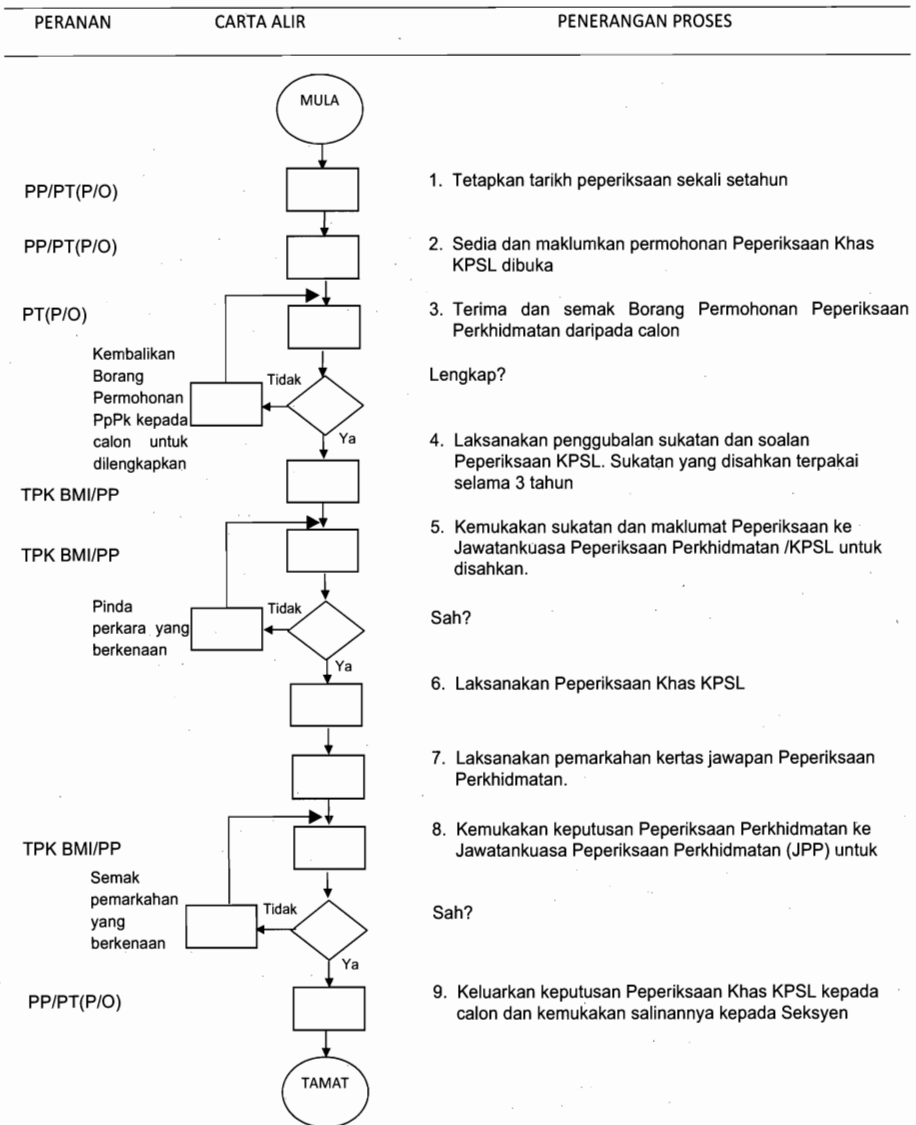 PERANAN CARTA ALIR PENERANGAN PROSES
MULA
PP/PT(P/O)
1. Tetapkan tarikh peperiksaan sekali setahun
PP/PT(P/O)
2. Sedia dan maklumkan permohonan Peperiksaan Khas
KPSL dibuka
PT(P/O)
3. Terima dan semak Borang Permohonan Peperiksaan
Perkhidmatan daripada calon
Kembalikan
Borang
Permohonan
PpPk kepada
calon untuk
dilengkapkan
Tidak
Lengkap?
Ya
TPK BMI/PP
4. Laksanakan penggubalan sukatan dan soalan
Peperiksaan KPSL. Sukatan yang disahkan terpakai
selama 3 tahun
TPK BMI/PP
5. Kemukakan sukatan dan maklumat Peperiksaan ke
Jawatankuasa Peperiksaan Perkhidmatan /KPSL untuk
disahkan.
Pinda
perkara yang
berkenaan
Tidak
Sah?
Ya
6. Laksanakan Peperiksaan Khas KPSL
7. Laksanakan pemarkahan kertas jawapan Peperiksaan
Perkhidmatan.
TPK BMI/PP
8. Kemukakan keputusan Peperiksaan Perkhidmatan ke
Jawatankuasa Peperiksaan Perkhidmatan (JPP) untuk
Semak
pemarkahan
yang
berkenaan
Tidak
Sah?
Ya
PP/PT(P/O)
9. Keluarkan keputusan Peperiksaan Khas KPSL kepada
calon dan kemukakan salinannya kepada Seksyen
TAMAT